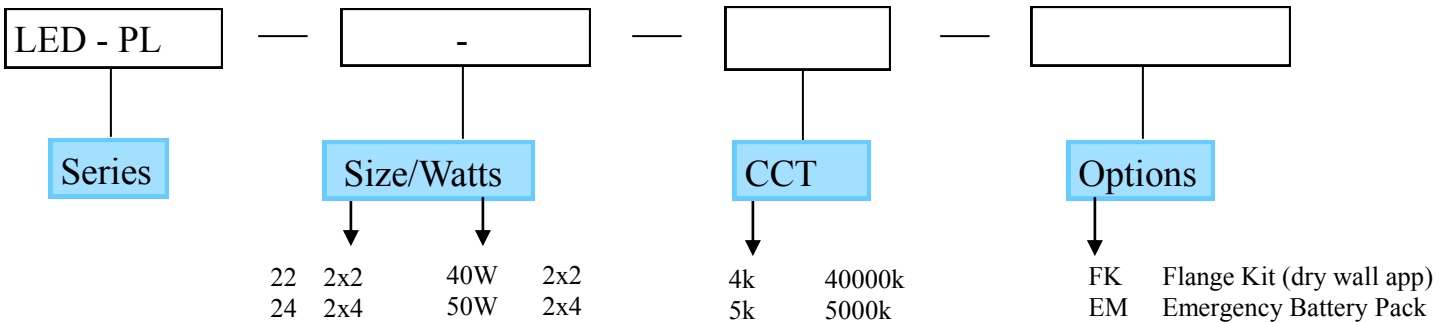 LED - PL — - — —
Series Size/Watts CCT Options
22 2x2 40W 2x2 4k 40000k FK Flange Kit (dry wall app)
24 2x4 50W 2x4 5k 5000k EM Emergency Battery Pack